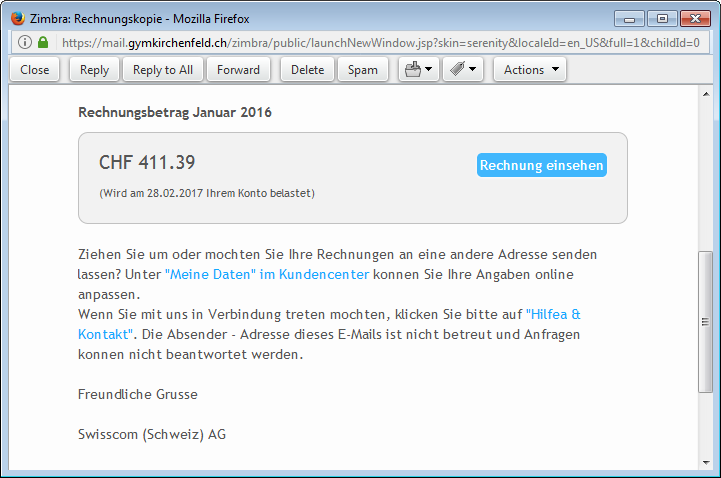 Zimbra: Rechnungskopie - Mozilla Firefox
https://mail.gymkirchenfeld.ch/zimbra/public/launchNewWindow.jsp?skin=serenity&localeId=en_US&full=1&childId=0
Close Reply Reply to All Forward Delete Spam Actions
Rechnungsbetrag Januar 2016
CHF 411.39
Rechnung einsehen
(Wird am 28.02.2017 Ihrem Konto belastet)
Ziehen Sie um oder mochten Sie Ihre Rechnungen an eine andere Adresse senden
lassen? Unter "Meine Daten" im Kundencenter konnen Sie Ihre Angaben online
anpassen.
Wenn Sie mit uns in Verbindung treten mochten, klicken Sie bitte auf "Hilfea &
Kontakt". Die Absender - Adresse dieses E-Mails ist nicht betreut und Anfragen
konnen nicht beantwortet werden.
Freundliche Grusse
Swisscom (Schweiz) AG